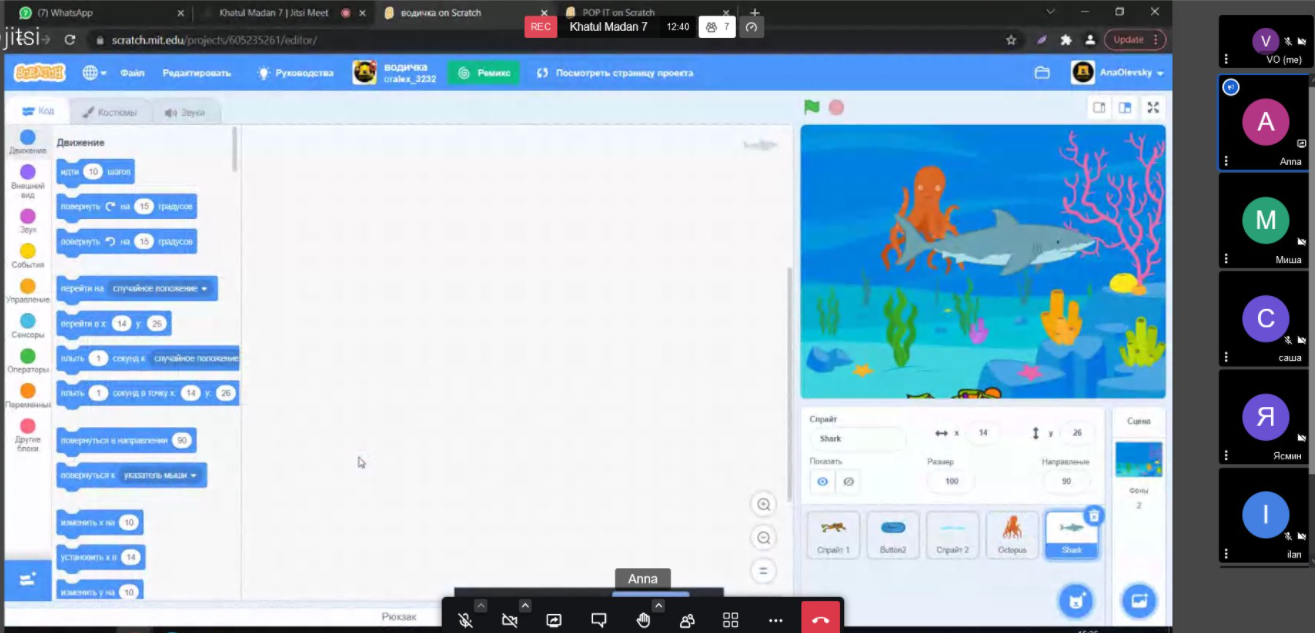 (7) WhatsApp
Khatul Madan 7 | Jitsi Meet
водичка on Scratch
POP IT on Scratch
jitsi
REC
Khatul Madan 7
12:40
7
scratch.mit.edu/projects/605235261/editor/
Update
SCRATCH
Файл
Редактировать
Руководства
водичка
oralex_3232
Ремикс
Посмотреть страницу проекта
AnaOlevsky
Код
Костюмы
Звуки
Движение
Движение
идти 10 шагов
Внешний вид
повернуть на 15 градусов
Звук
повернуть на 15 градусов
События
перейти на случайное положение
Управление
перейти в x: 14 y: 26
Сенсоры
плыть 1 секунд к случайное положение
Операторы
плыть 1 секунд в точку x: 14 y: 26
Переменные
Другие блоки
повернуться в направлении 90
повернуться к указатель мыши
изменить x на 10
установить x в 14
изменить y на 10
Рюкзак
Anna
Спрайт
Shark
x 14
y 26
Показать
Размер
100
Направление
90
Сцена
Фоны
2
Спрайт 1
Button2
Спрайт 2
Octopus
Shark
V
VO (me)
A
Anna
М
Миша
С
саша
Я
Ясмин
I
ilan